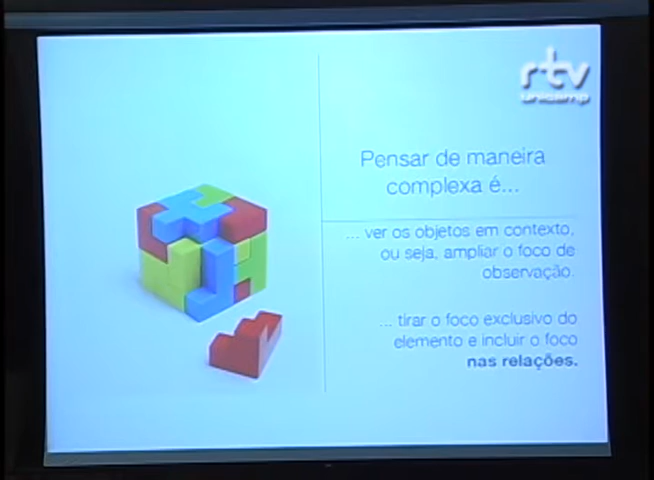 rtv
unicamp
Pensar de maneira
complexa é...
... ver os objetos em contexto,
ou seja, ampliar o foco de
observação.
... tirar o foco exclusivo do
elemento e incluir o foco
nas relações.